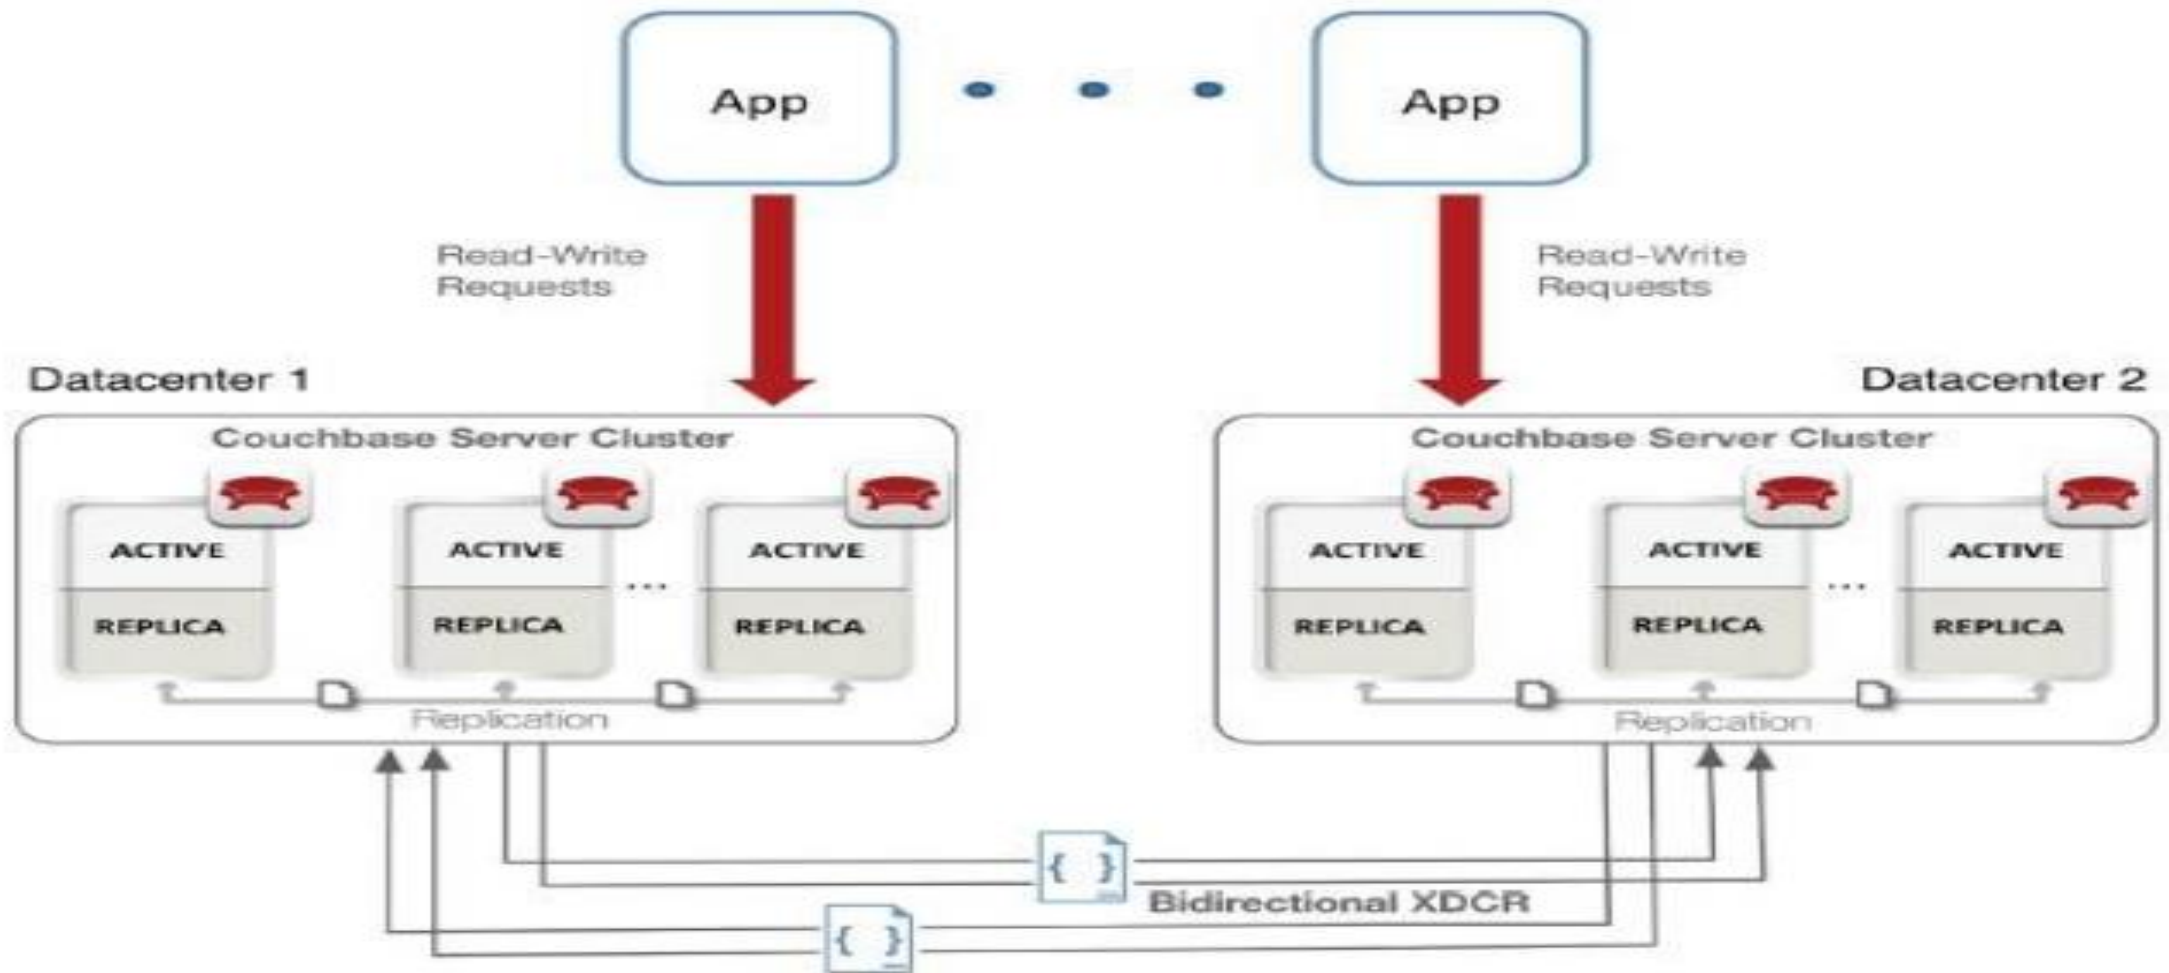 App
• • •
App
Read-Write
Requests
Read-Write
Requests
Datacenter 1
Datacenter 2
Couchbase Server Cluster
ACTIVE
ACTIVE
ACTIVE
...
REPLICA
REPLICA
REPLICA
Replication
Couchbase Server Cluster
ACTIVE
ACTIVE
ACTIVE
...
REPLICA
REPLICA
REPLICA
Replication
{ }
Bidirectional XDCR
{ }